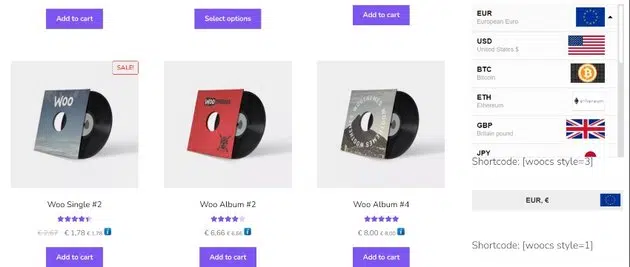 Add to cart
Select options
Add to cart
SALE!
WOO
WOO
Woo Single #2
Woo Album #2
Woo Album #4
€ 2,67 € 1,78 € 1,78
€ 6,66 € 6,66
€ 8,00 € 8,00
Add to cart
Add to cart
Add to cart
EUR
European Euro
USD
United States $
BTC
Bitcoin
ETH
Ethereum
ethereum
GBP
Britain pound
JPY
Shortcode: [woocs style=3]
EUR, €
Shortcode: [woocs style=1]